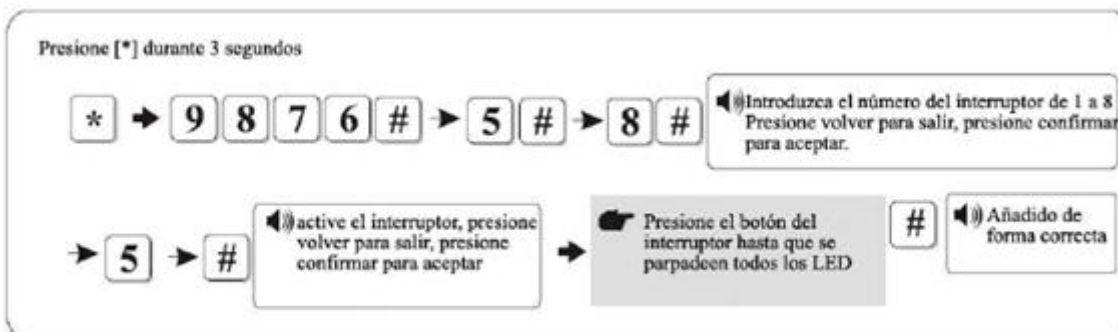 Presione [*] durante 3 segundos
* 9 8 7 6 # 5 # 8 #
Introduzca el número del interruptor de 1 a 8
Presione volver para salir, presione confirmar
para aceptar.
5 #
active el interruptor, presione
volver para salir, presione
confirmar para aceptar
Presione el botón del
interruptor hasta que se
parpadeen todos los LED
#
Añadido de
forma correcta